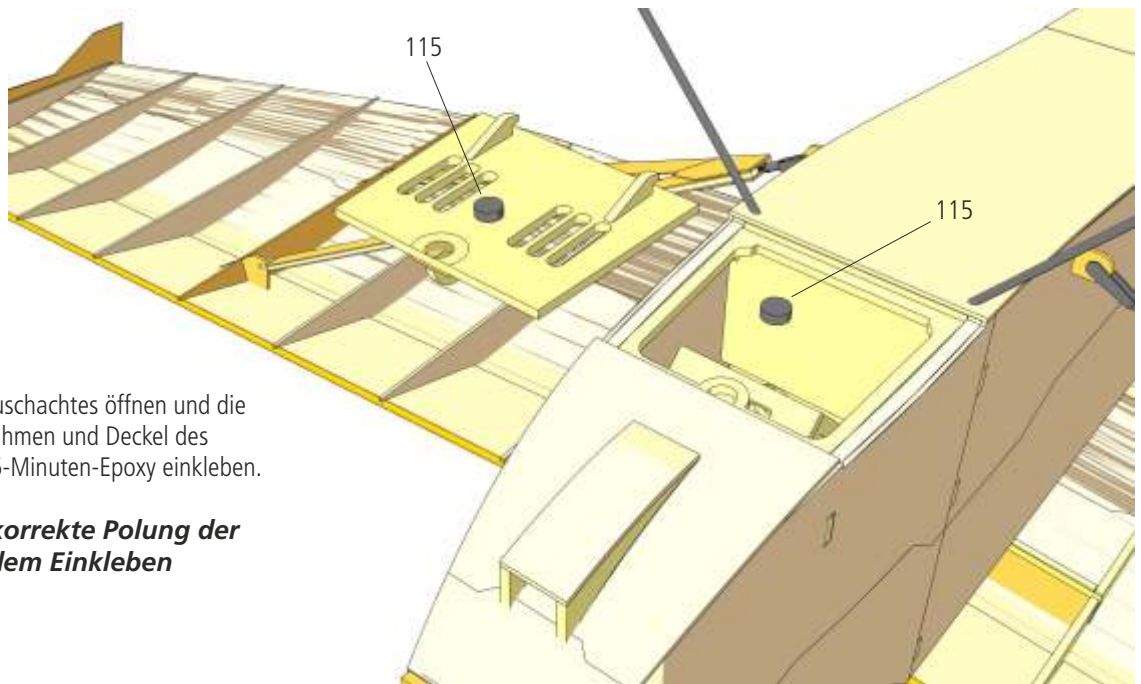 115
115
uschachtes öffnen und die
hmen und Deckel des
5-Minuten-Epoxy einkleben.
korrekte Polung der
dem Einkleben